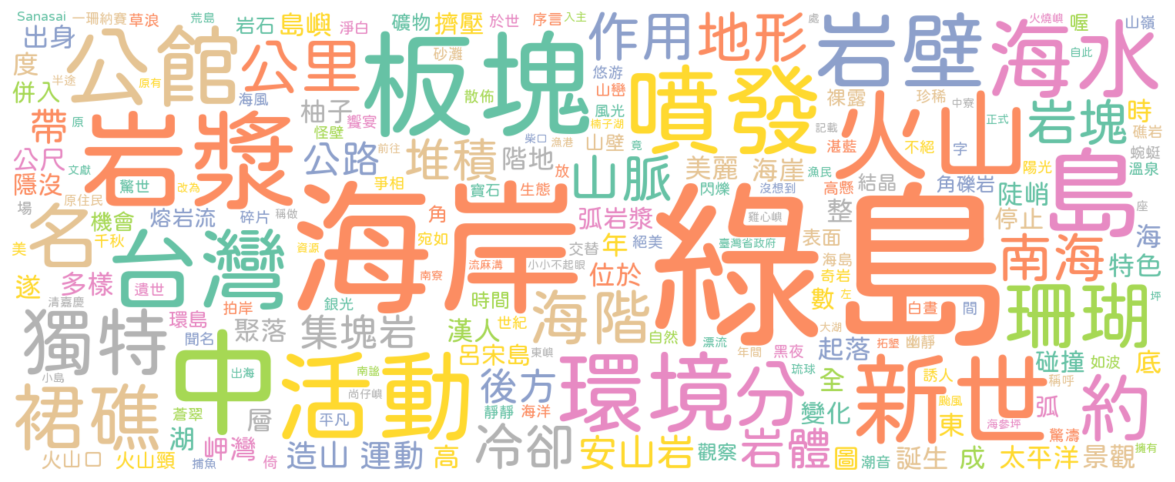 Sanasai 一珊納賽 草浪 荒島 岩石 島嶼 淨白 礦物 擠壓 於世 序言 入主 作用 地形 岩壁 火燒嶼 喔 山嶺
出身 公館 公里 板塊 砂灘 悠游 處 海水 自此
度 半途 原有 海風 柚子 饗宴 散佈 山巒 風光 噴發 裸露 珍稀 中寮 岩塊 時
併入 原 帶 岩漿 怪壁 柴口 漁港 楠子湖 山壁 竟 記載 火山 正式 礁岩
公尺 文獻 驚世 公路 前往 堆積 階地 美麗 海崖 湛藍 不絕 字 陡峭 蜿蜒 陽光 溫泉
隱沒 原住民 改為 爭相 寶石 生態 放 山脈 閃爍 沒想到 漁民 高懸 結晶 角礫岩 島
場 名 機會 熔岩流 碎片 稱做 海岸 角 弧岩漿 雞心嶼 綠島 整 停止 座
美 千秋 台灣 資源 宛如 南寮 交替 年 絕美 臺灣省政府 表面 海島 南海 海
遂 多樣 遺世 拍岸 流麻溝 小小不起眼 位於 奇岩 特色
清嘉慶 銀光 時間 海階 數 左 白晝 間 珊瑚 坪
獨特 環島 聚落 集塊岩 漢人 世紀 自然 漂流 大湖 拓墾 幽靜
聞名 呂宋島 東嶼 黑夜 起落 碰撞 如波 底
小島 中 出海 活動 南諭 尚仔嶼 後方 環境 年間 琉球 分 全 新世 誘人 稱呼 約
裙礁 蒼翠 層 平凡 靜靜 海洋 變化 東 颱風 弧 海參坪 驚濤
湖 岬灣 冷卻
火山口 火山頸 捕魚 倚 造山 運動 高 安山岩 觀察 岩體 圖 潮音 誕生 成 太平洋 景觀 擁有